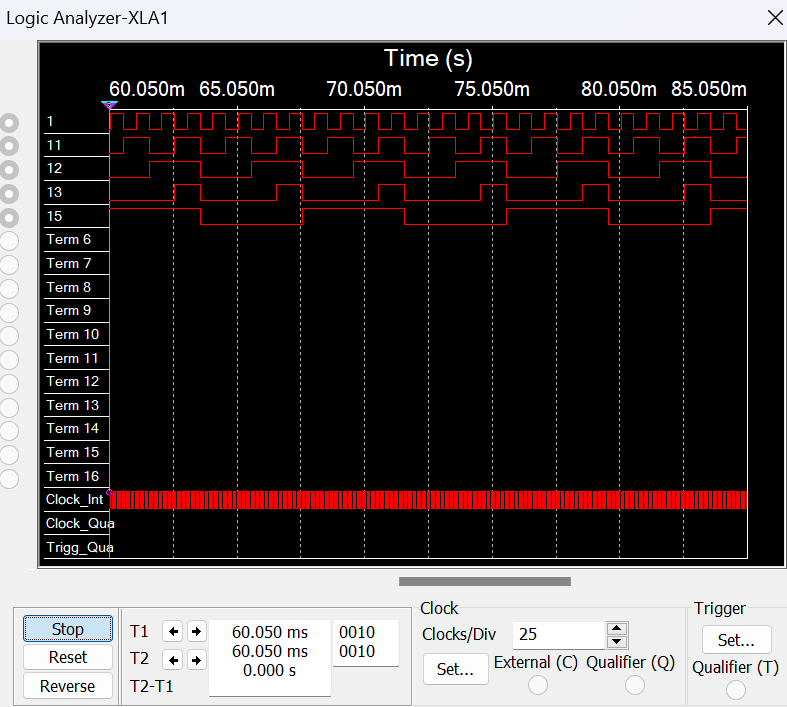 Logic Analyzer-XLA1
Time (s)
60.050m 65.050m 70.050m 75.050m 80.050m 85.050m
1
11
12
13
15
Term 6
Term 7
Term 8
Term 9
Term 10
Term 11
Term 12
Term 13
Term 14
Term 15
Term 16
Clock_Int
Clock_Qua
Trigg_Qua
Stop
Reset
Reverse
T1
T2
T2-T1
60.050 ms
60.050 ms
0.000 s
0010
0010
Clock
Clocks/Div 25
Set...
External (C) Qualifier (Q)
Trigger
Set...
Qualifier (T)